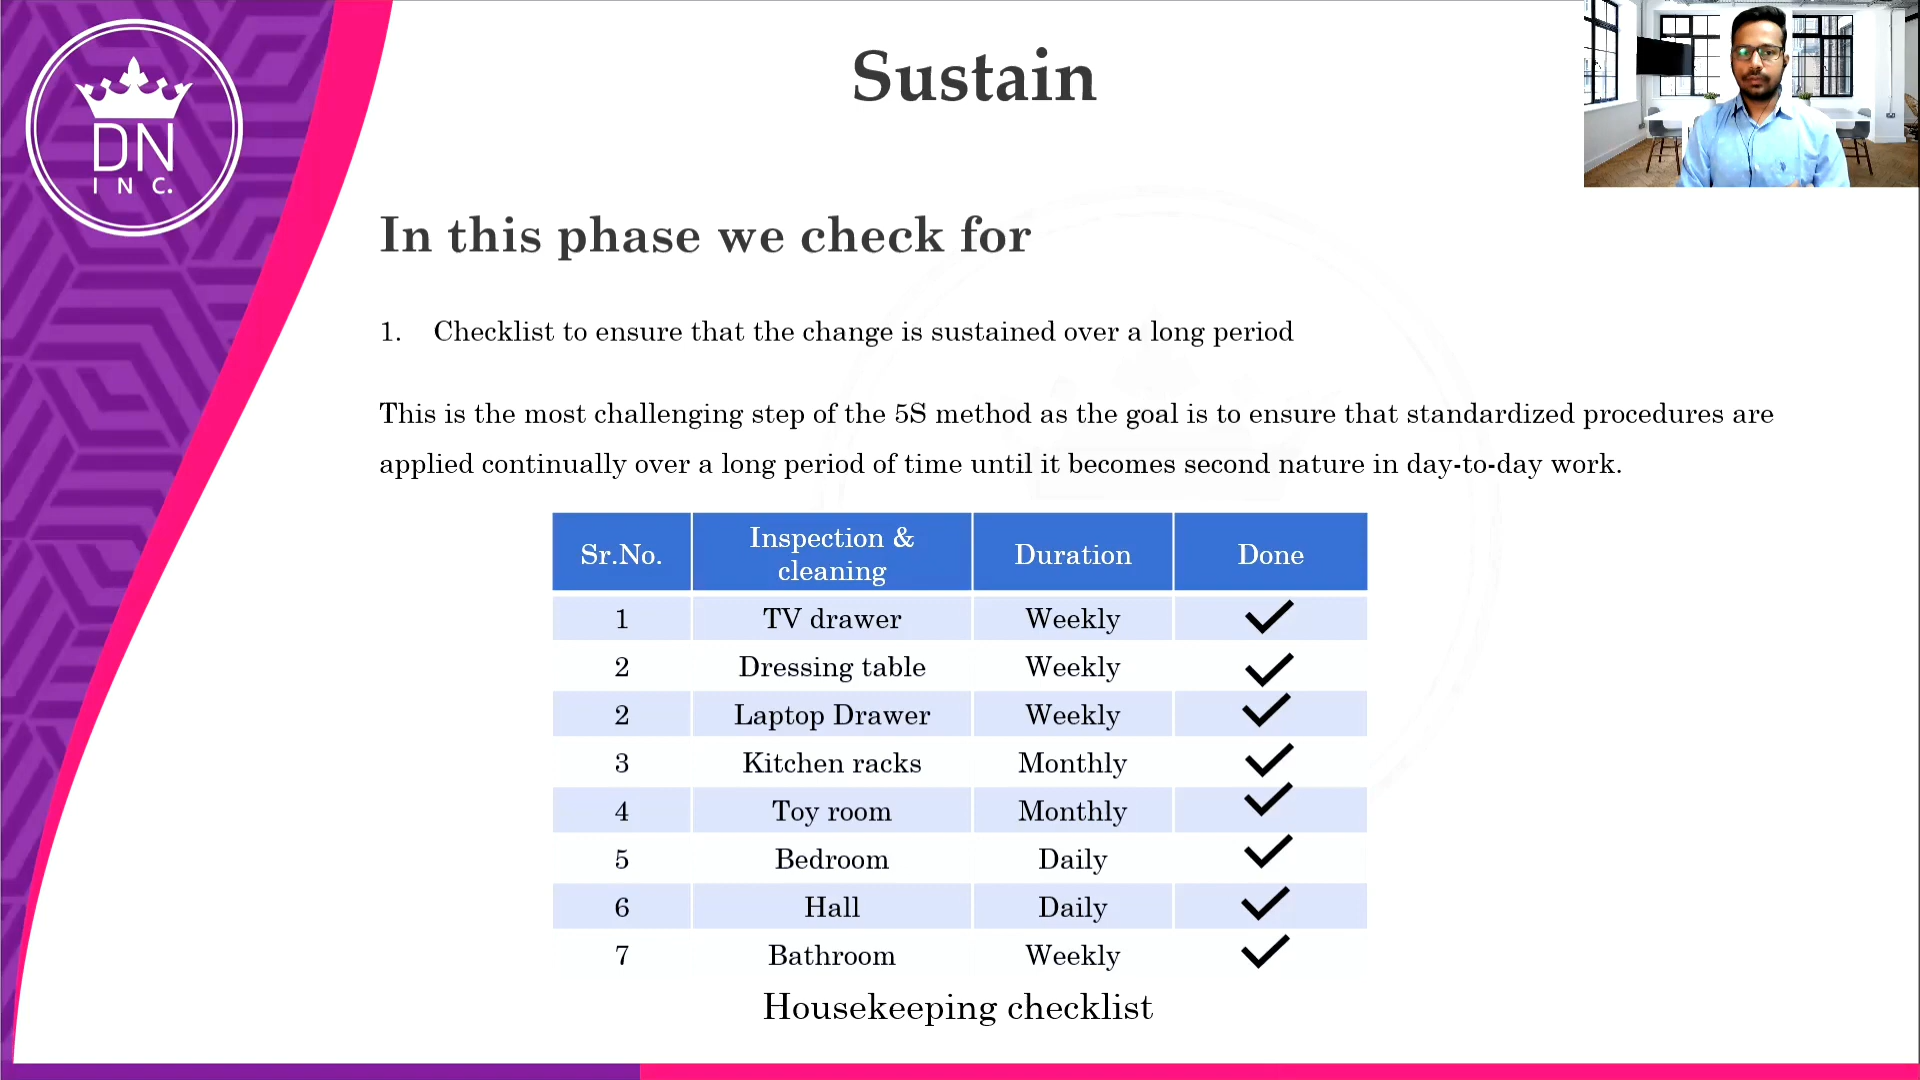 DN
INC.
Sustain
In this phase we check for
1. Checklist to ensure that the change is sustained over a long period
This is the most challenging step of the 5S method as the goal is to ensure that standardized procedures are
applied continually over a long period of time until it becomes second nature in day-to-day work.
Sr.No. Inspection & cleaning Duration Done
1 TV drawer Weekly ✓
2 Dressing table Weekly ✓
2 Laptop Drawer Weekly ✓
3 Kitchen racks Monthly ✓
4 Toy room Monthly ✓
5 Bedroom Daily ✓
6 Hall Daily ✓
7 Bathroom Weekly ✓
Housekeeping checklist